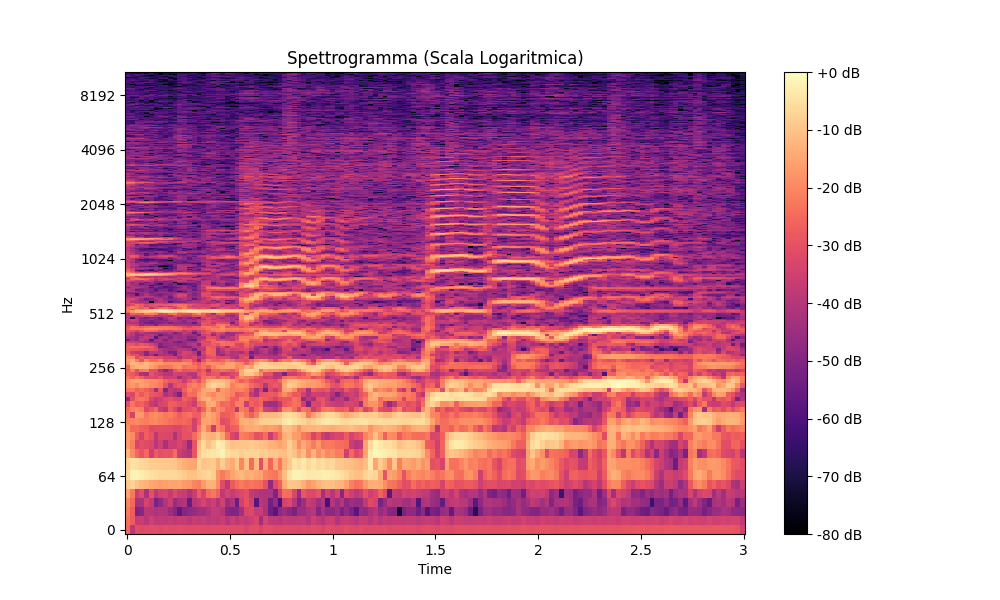 Spettrogramma (Scala Logaritmica)
8192
4096
2048
1024
512
256
128
64
0
Hz
0
0.5
1
1.5
2
2.5
3
Time
+0 dB
-10 dB
-20 dB
-30 dB
-40 dB
-50 dB
-60 dB
-70 dB
-80 dB